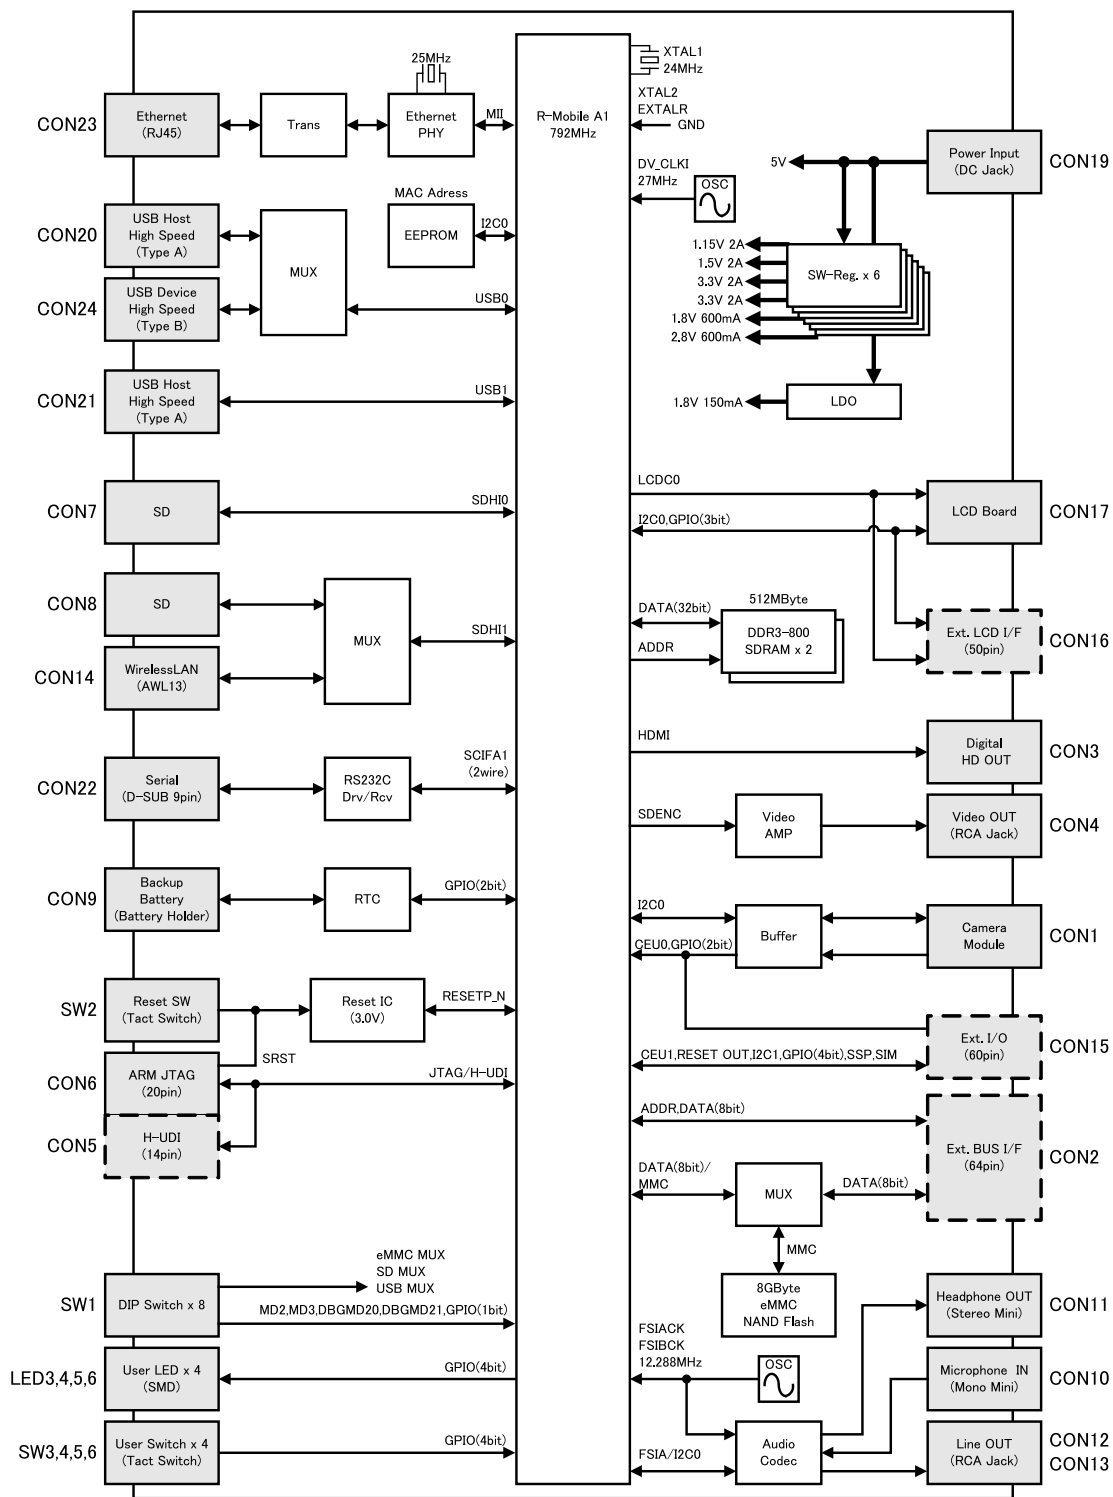 25MHz
XTAL1
24MHz
XTAL2
EXTALR
GND
CON23
Ethernet
(RJ45)
Trans
Ethernet
PHY
MII
R-Mobile A1
792MHz
5V
Power Input
(DC Jack)
CON19
DV_CLKI
27MHz
OSC
MAC Adress
EEPROM
I2C0
CON20
USB Host
High Speed
(Type A)
MUX
CON24
USB Device
High Speed
(Type B)
USB0
1.15V 2A
1.5V 2A
3.3V 2A
3.3V 2A
1.8V 600mA
2.8V 600mA
SW-Reg. x 6
CON21
USB Host
High Speed
(Type A)
USB1
1.8V 150mA
LDO
CON7
SD
SDHI0
LCDC0
I2C0,GPIO(3bit)
LCD Board
CON17
CON8
SD
MUX
SDHI1
CON14
WirelessLAN
(AWL13)
512MByte
DATA(32bit)
ADDR
DDR3-800
SDRAM x 2
Ext. LCD I/F
(50pin)
CON16
HDMI
Digital
HD OUT
CON3
CON22
Serial
(D-SUB 9pin)
RS232C
Drv/Rcv
SCIFA1
(2wire)
SDENC
Video
AMP
Video OUT
(RCA Jack)
CON4
CON9
Backup
Battery
(Battery Holder)
RTC
GPIO(2bit)
I2C0
CEU0,GPIO(2bit)
Buffer
Camera
Module
CON1
SW2
Reset SW
(Tact Switch)
Reset IC
(3.0V)
RESETP_N
SRST
CON6
ARM JTAG
(20pin)
JTAG/H-UDI
CON5
H-UDI
(14pin)
Ext. I/O
(60pin)
CON15
CEU1,RESET OUT,I2C1,GPIO(4bit),SSP,SIM
ADDR,DATA(8bit)
Ext. BUS I/F
(64pin)
CON2
DATA(8bit)/
MMC
MUX
DATA(8bit)
MMC
8GByte
eMMC
NAND Flash
SW1
DIP Switch x 8
eMMC MUX
SD MUX
USB MUX
MD2,MD3,DBGMD20,DBGMD21,GPIO(1bit)
LED3,4,5,6
User LED x 4
(SMD)
GPIO(4bit)
SW3,4,5,6
User Switch x 4
(Tact Switch)
GPIO(4bit)
FSIACK
FSIBCK
12.288MHz
OSC
FSIA/I2C0
Audio
Codec
Headphone OUT
(Stereo Mini)
CON11
Microphone IN
(Mono Mini)
CON10
Line OUT
(RCA Jack)
CON12
CON13